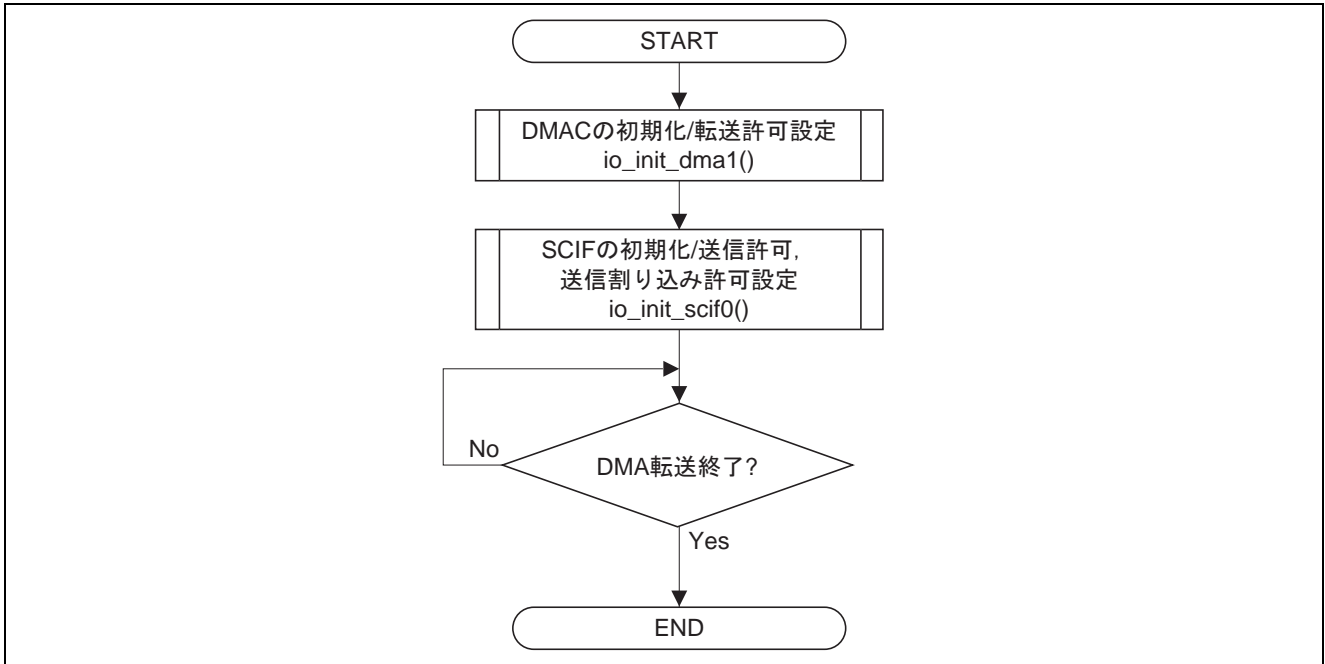 START
DMACの初期化/転送許可設定
io_init_dma1()
SCIFの初期化/送信許可,
送信割り込み許可設定
io_init_scif0()
No
DMA転送終了?
Yes
END